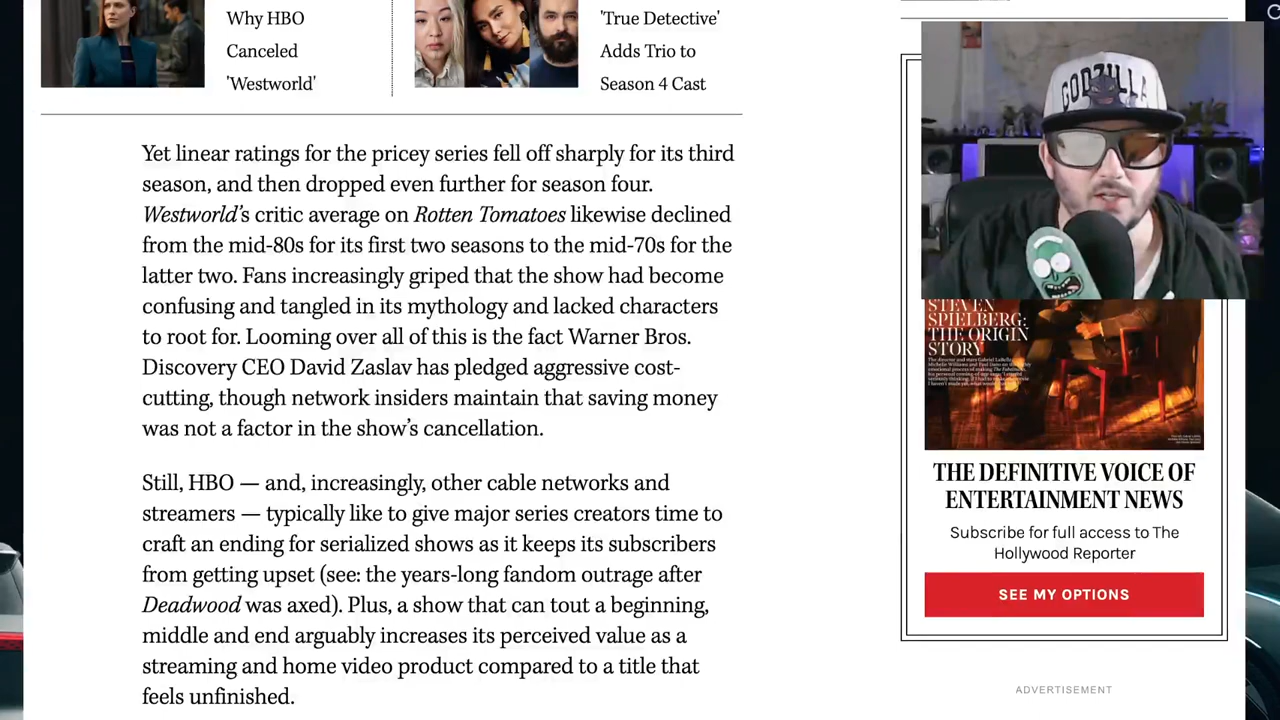 Why HBO
Canceled
'Westworld'
'True Detective'
Adds Trio to
Season 4 Cast
GODZILLA
Yet linear ratings for the pricey series fell off sharply for its third
season, and then dropped even further for season four.
Westworld’s critic average on Rotten Tomatoes likewise declined
from the mid-80s for its first two seasons to the mid-70s for the
latter two. Fans increasingly griped that the show had become
confusing and tangled in its mythology and lacked characters
to root for. Looming over all of this is the fact Warner Bros.
Discovery chief David Zaslav has pledged aggressive cost-
cutting, though network insiders maintain that saving money
was not a factor in the show’s cancellation.
Still, HBO — and, increasingly, other cable networks and
streamers — typically like to give major series creators time to
craft an ending for serialized shows as it keeps its subscribers
from getting upset (see: the years-long fandom outrage after
Deadwood was axed). Plus, a show that can tout a beginning,
middle and end arguably increases its perceived value as a
streaming and home video product compared to a title that
feels unfinished.
STEVEN
SPIELBERG:
THE ORIGIN
STORY
THE DEFINITIVE VOICE OF
ENTERTAINMENT NEWS
Subscribe for full access to The
Hollywood Reporter
SEE MY OPTIONS
ADVERTISEMENT